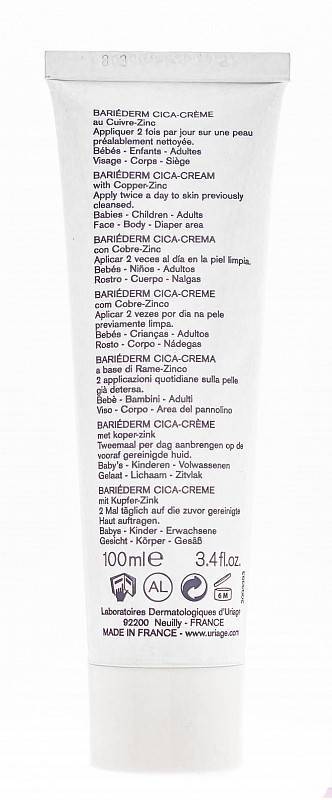 BARIÉDERM CICA-CRÈME
au Cuivre-Zinc
Appliquer 2 fois par jour sur une peau
préalablement nettoyée.
Bébés - Enfants - Adultes
Visage - Corps - Siège
BARIÉDERM CICA-CREAM
with Copper-Zinc
Apply twice a day to skin previously
cleansed.
Babies - Children - Adults
Face - Body - Diaper area
BARIÉDERM CICA-CREMA
con Cobre-Zinc
Aplicar 2 veces al día en la piel limpia.
Bebés - Niños - Adultos
Rostro - Cuerpo - Nalgas
BARIÉDERM CICA-CREME
com Cobre-Zinco
Aplicar 2 vezes por dia na pele
previamente limpa.
Bebés - Crianças - Adultos
Rosto - Corpo - Nádegas
BARIÉDERM CICA-CREMA
a base di Rame-Zinco
2 applicazioni quotidiane sulla pelle
già detersa.
Bebè - Bambini - Adulti
Viso - Corpo - Area del pannolino
BARIÉDERM CICA-CRÈME
met koper-zink
Tweemaal per dag aanbrengen op de
vooraf gereinigde huid.
Baby's - Kinderen - Volwassenen
Gelaat - Lichaam - Zitvlak
BARIÉDERM CICA-CREME
mit Kupfer-Zink
2 Mal täglich auf die zuvor gereinigte
Haut auftragen.
Babys - Kinder - Erwachsene
Gesicht - Körper - Gesäß
100 ml e 3.4 fl.oz.
AL 6 M
Laboratoires Dermatologiques d'Uriage
92200 Neuilly - FRANCE
MADE IN FRANCE - www.uriage.com